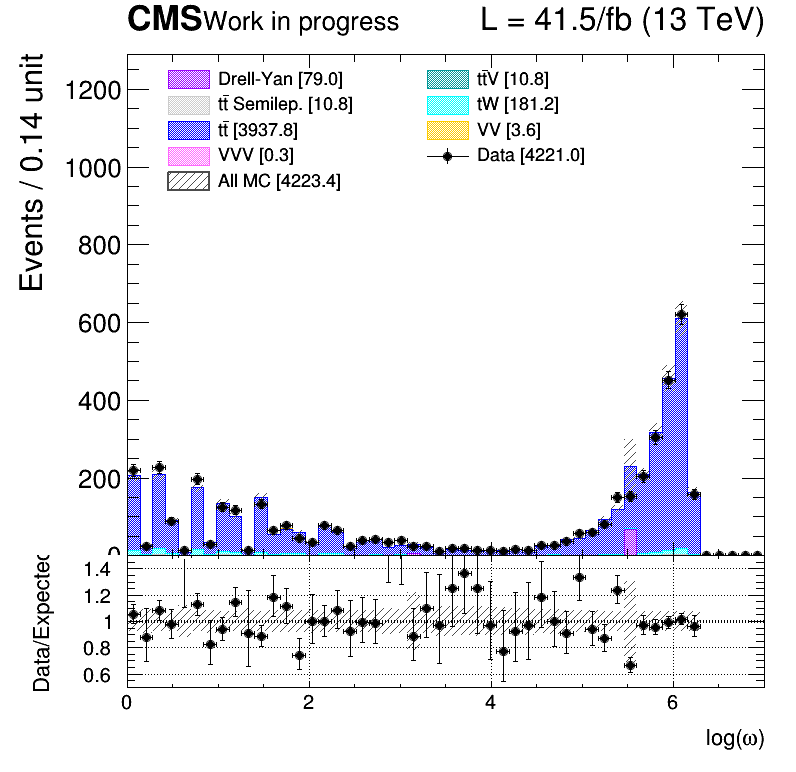 CMS Work in progress L = 41.5/fb (13 TeV)
Events / 0.14 unit
1200
1000
800
600
400
200
0
Drell-Yan [79.0]
tt̄ Semilep. [10.8]
tt̄ [3937.8]
VVV [0.3]
All MC [4223.4]
tt̄V [10.8]
tW [181.2]
VV [3.6]
Data [4221.0]
Data/Expected
1.4
1.2
1
0.8
0.6
0 2 4 6
log(ω)